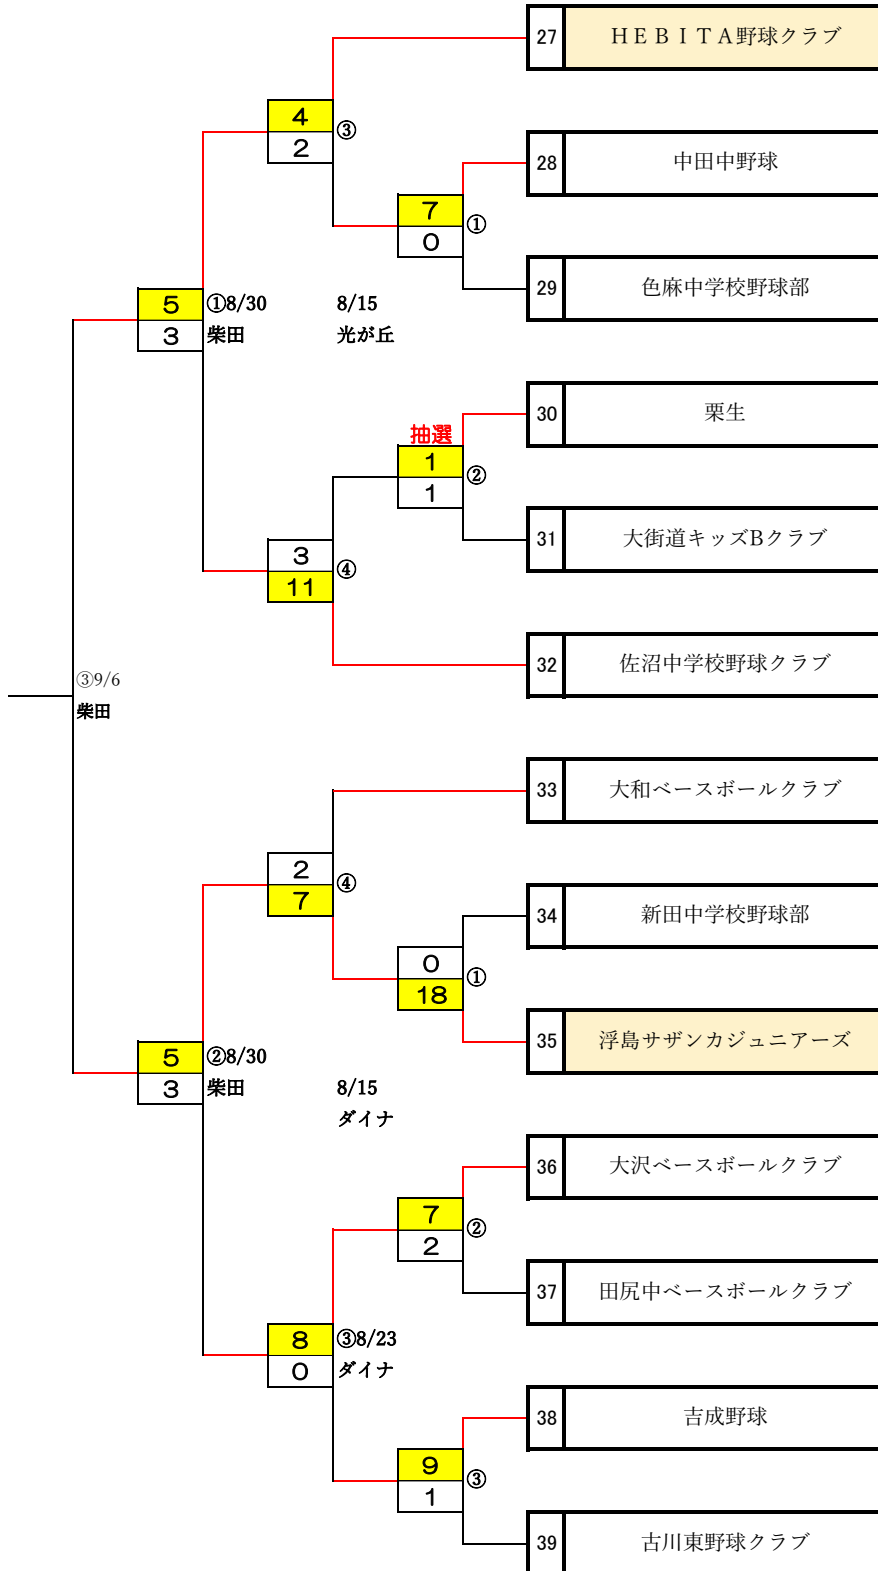 27 ＨＥＢＩＴＡ野球クラブ
4
③
2
28 中田中野球
7
①
0
29 色麻中学校野球部
5 ①8/30 8/15
3 柴田 光が丘
30 栗生
抽選
1
②
1
31 大街道キッズBクラブ
3
④
11
32 佐沼中学校野球クラブ
③9/6
柴田
33 大和ベースボールクラブ
2
④
7
34 新田中学校野球部
0
①
18
35 浮島サザンカジュニアーズ
5 ②8/30
3 柴田 8/15
ダイナ
36 大沢ベースボールクラブ
7
②
2
37 田尻中ベースボールクラブ
8 ③8/23
0 ダイナ
38 吉成野球
9
③
1
39 古川東野球クラブ